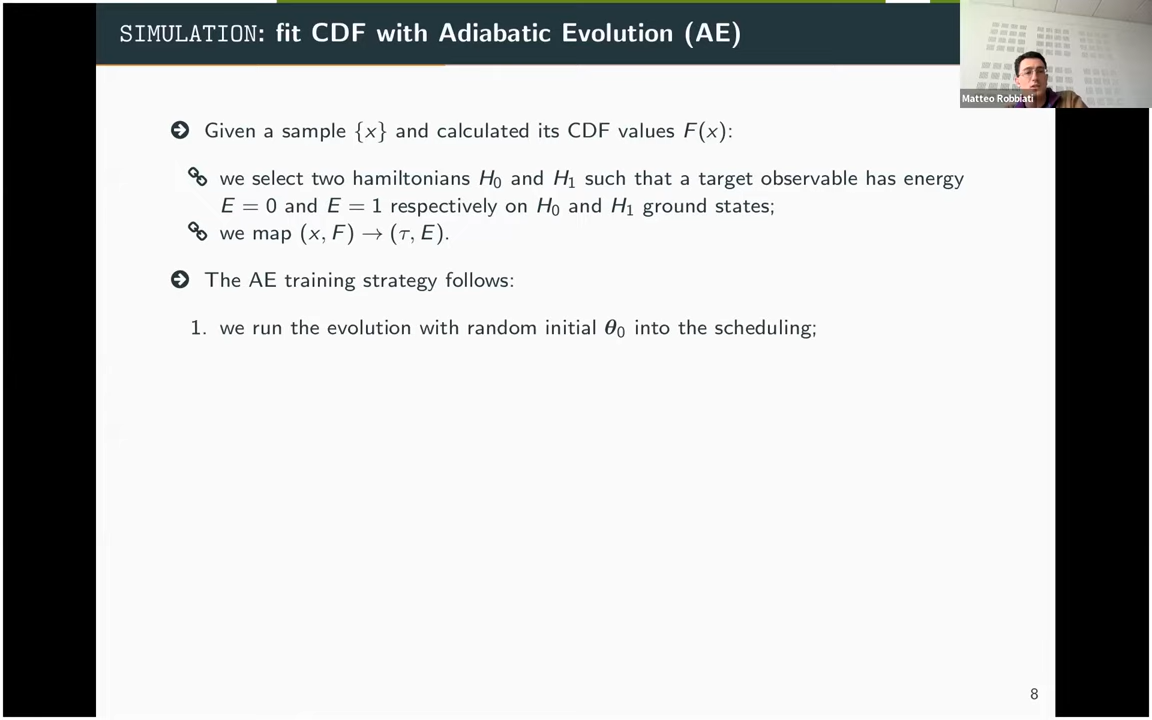 SIMULATION: fit CDF with Adiabatic Evolution (AE)
Matteo Robbiati
Given a sample {x} and calculated its CDF values F(x):
we select two hamiltonians H₀ and H₁ such that a target observable has energy
E = 0 and E = 1 respectively on H₀ and H₁ ground states;
we map (x, F) → (τ, E).
The AE training strategy follows:
1. we run the evolution with random initial θ₀ into the scheduling;
8